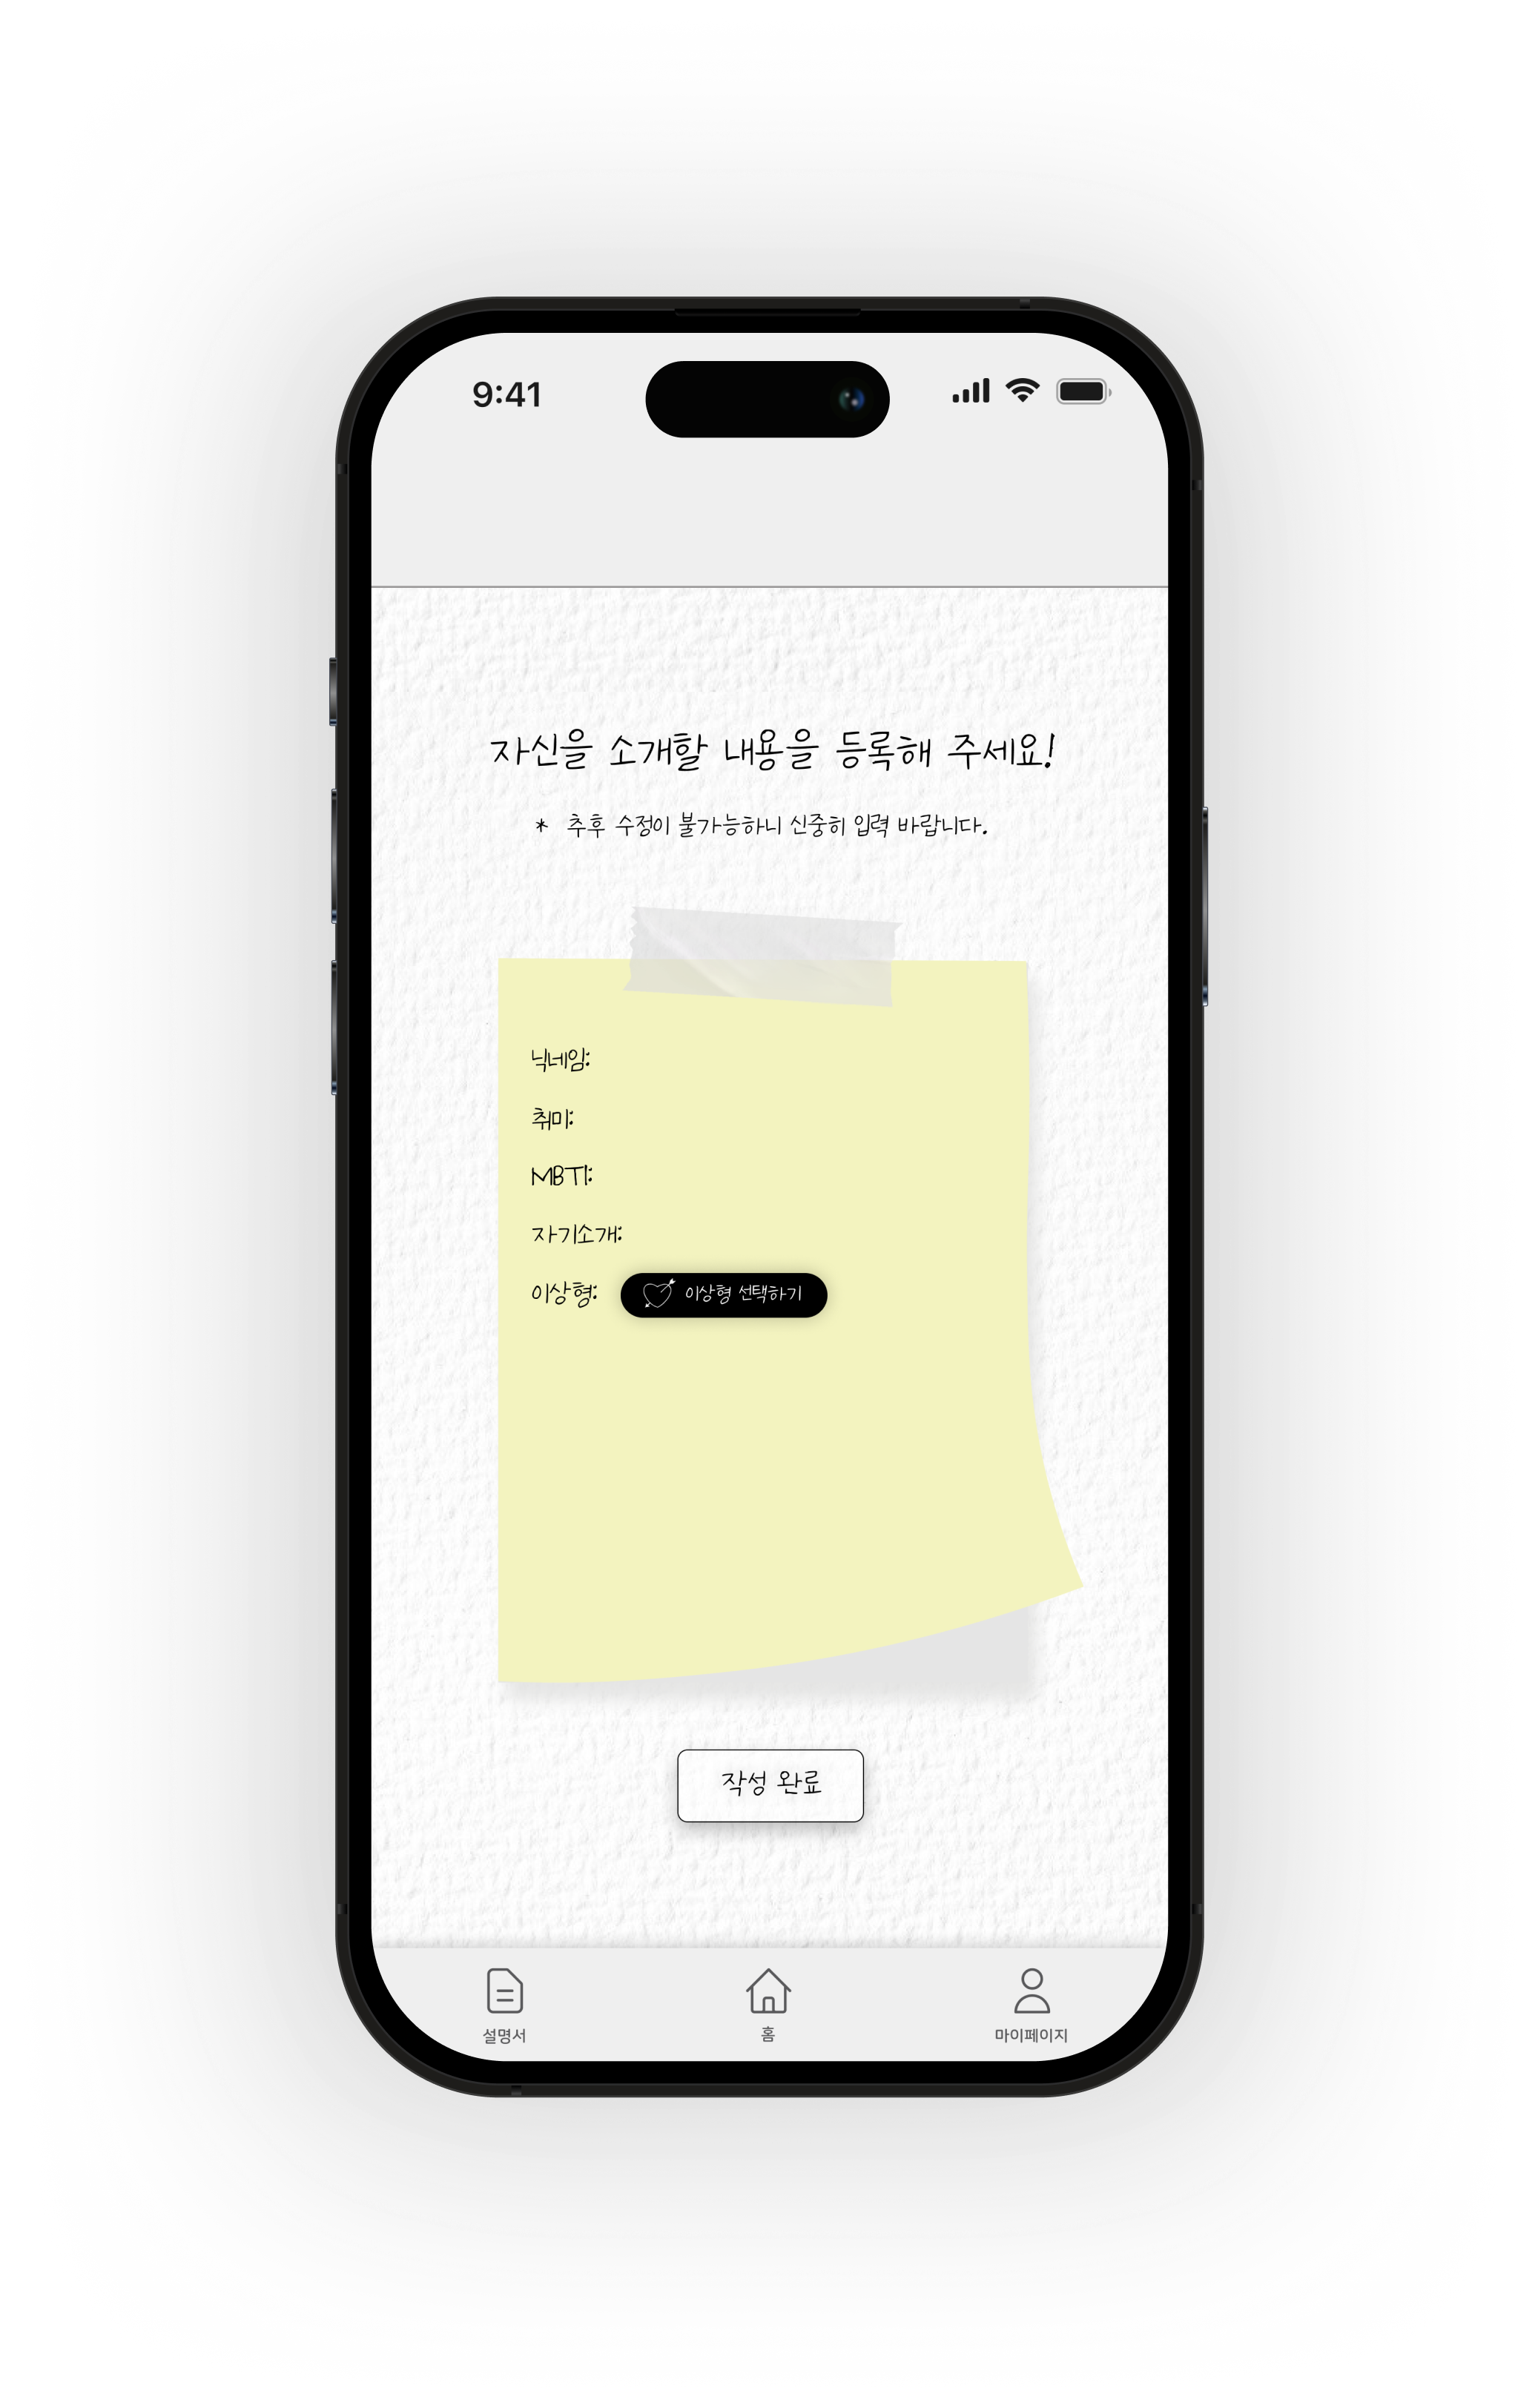 9:41
자신을 소개할 내용을 등록해 주세요!
* 추후 수정이 불가능하니 신중히 입력 바랍니다.
닉네임:
취미:
MBTI:
자기소개:
이상형: 이상형 선택하기
작성 완료
설명서 홈 마이페이지